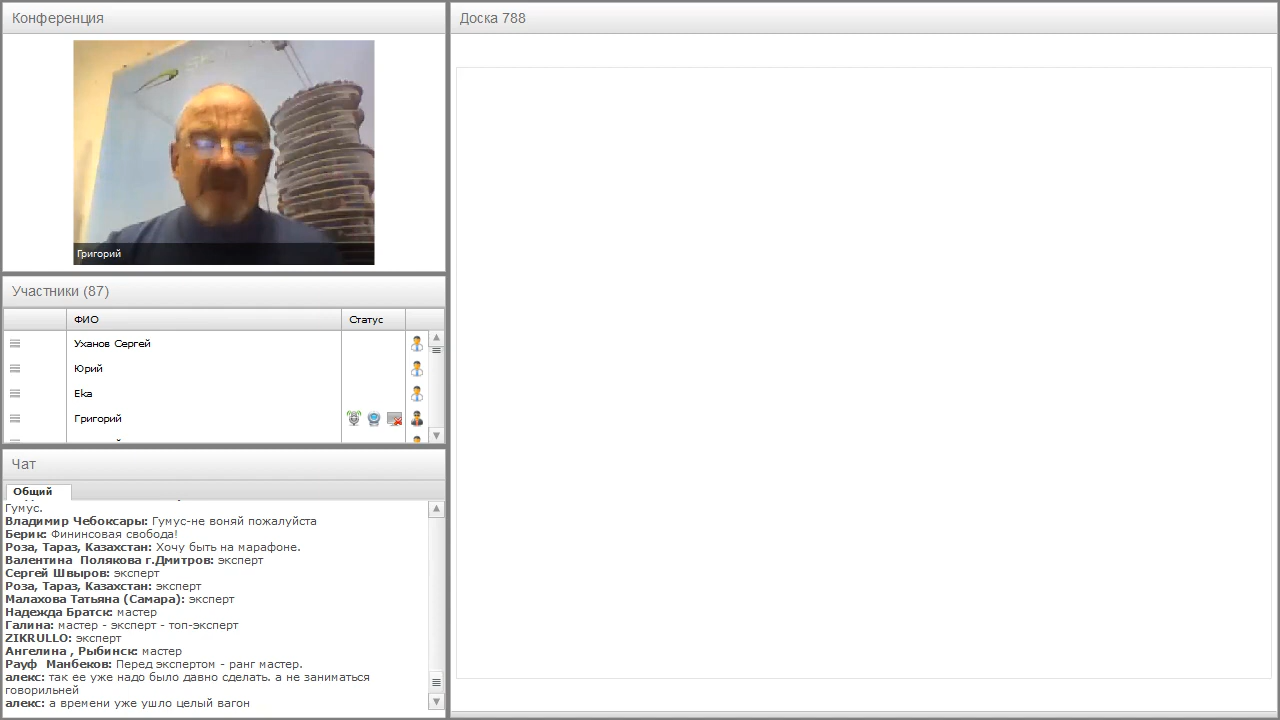 Конференция
Григорий
Участники (87)
ФИО Статус
Уханов Сергей
Юрий
Eka
Григорий
Чат
Общий
Гумус.
Владимир Чебоксары: Гумус-не воняй пожалуйста
Берик: Фининсовая свобода!
Роза, Тараз, Казахстан: Хочу быть на марафоне.
Валентина Полякова г.Дмитров: эксперт
Сергей Швыров: эксперт
Роза, Тараз, Казахстан: эксперт
Малахова Татьяна (Самара): эксперт
Надежда Братск: мастер
Галина: мастер - эксперт - топ-эксперт
ZIKRULLO: эксперт
Ангелина , Рыбинск: мастер
Рауф Манбеков: Перед экспертом - ранг мастер.
алекс: так ее уже надо было давно сделать. а не заниматься
говорильней
алекс: а времени уже ушло целый вагон
Доска 788